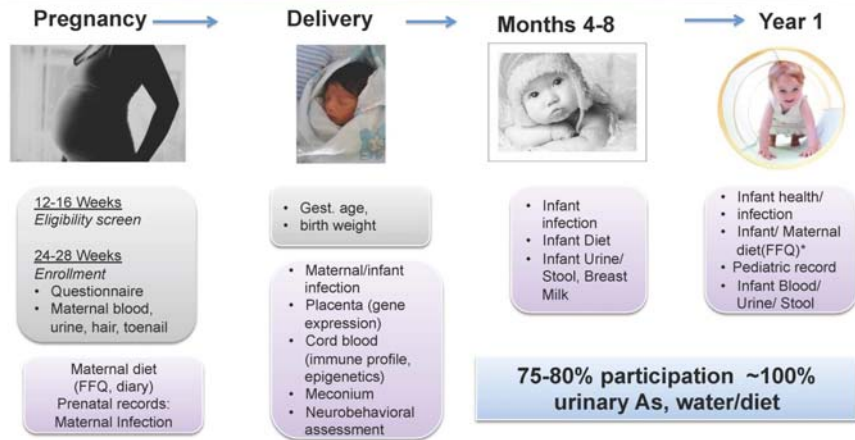 Pregnancy
Delivery
Months 4-8
Year 1
12-16 Weeks
Eligibility screen
24-28 Weeks
Enrollment
• Questionnaire
• Maternal blood,
urine, hair, toenail
Maternal diet
(FFQ, diary)
Prenatal records:
Maternal Infection
• Gest. age,
• birth weight
• Maternal/infant
infection
• Placenta (gene
expression)
• Cord blood
(immune profile,
epigenetics)
• Meconium
• Neurobehavioral
assessment
• Infant
infection
• Infant Diet
• Infant Urine/
Stool, Breast
Milk
• Infant health/
• infection
• Infant/ Maternal
diet(FFQ)*
• Pediatric record
• Infant Blood/
Urine/ Stool
75-80% participation ~100%
urinary As, water/diet